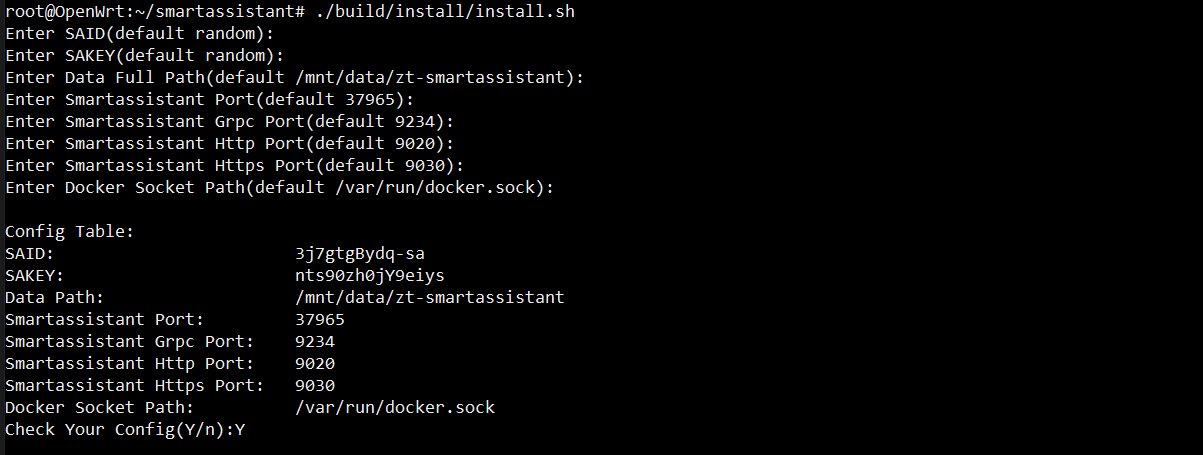 root@OpenWrt:~/smartassistant# ./build/install/install.sh
Enter SAID(default random):
Enter SAKEY(default random):
Enter Data Full Path(default /mnt/data/zt-smartassistant):
Enter Smartassistant Port(default 37965):
Enter Smartassistant Grpc Port(default 9234):
Enter Smartassistant Http Port(default 9020):
Enter Smartassistant Https Port(default 9030):
Enter Docker Socket Path(default /var/run/docker.sock):
Config Table:
SAID: 3j7gtgBydq-sa
SAKEY: nts90zh0jY9eiys
Data Path: /mnt/data/zt-smartassistant
Smartassistant Port: 37965
Smartassistant Grpc Port: 9234
Smartassistant Http Port: 9020
Smartassistant Https Port: 9030
Docker Socket Path: /var/run/docker.sock
Check Your Config(Y/n):Y